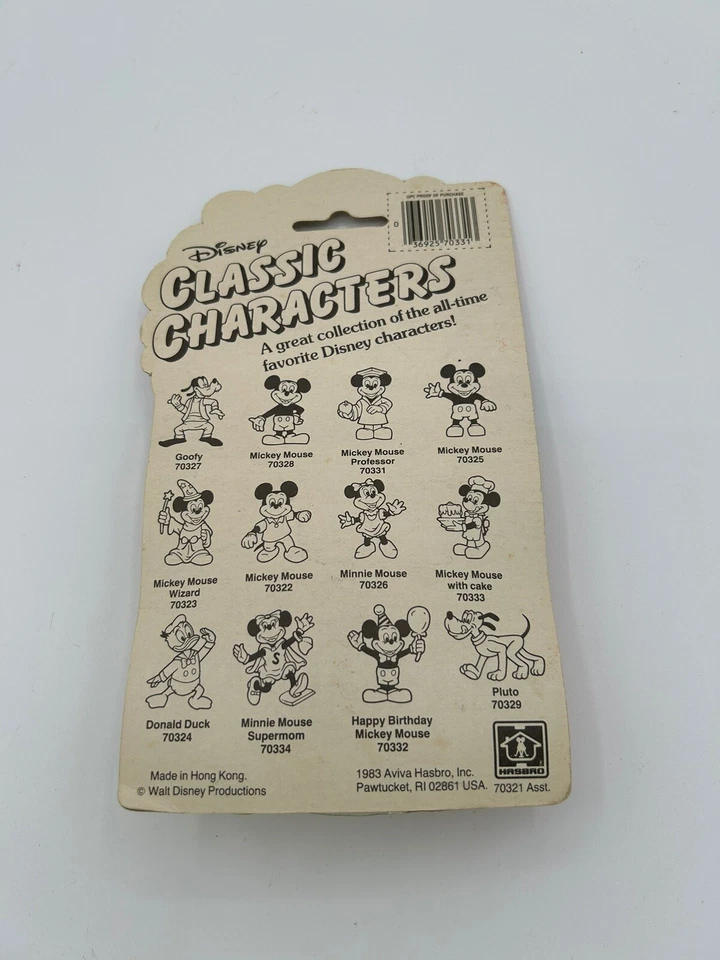 UPC PROOF OF PURCHASE
0 36925 70331
Disney
CLASSIC
CHARACTERS
A great collection of the all-time
favorite Disney characters!
Goofy
70327
Mickey Mouse
70328
Mickey Mouse
Professor
70331
Mickey Mouse
70325
Mickey Mouse
Wizard
70323
Mickey Mouse
70322
Minnie Mouse
70326
Mickey Mouse
with cake
70333
Donald Duck
70324
S
Minnie Mouse
Supermom
70334
Happy Birthday
Mickey Mouse
70332
Pluto
70329
HASBRO
Made in Hong Kong.
© Walt Disney Productions
1983 Aviva Hasbro, Inc.
Pawtucket, RI 02861 USA.
70321 Asst.